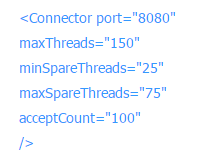 <Connector port="8080"
maxThreads="150"
minSpareThreads="25"
maxSpareThreads="75"
acceptCount="100"
/>